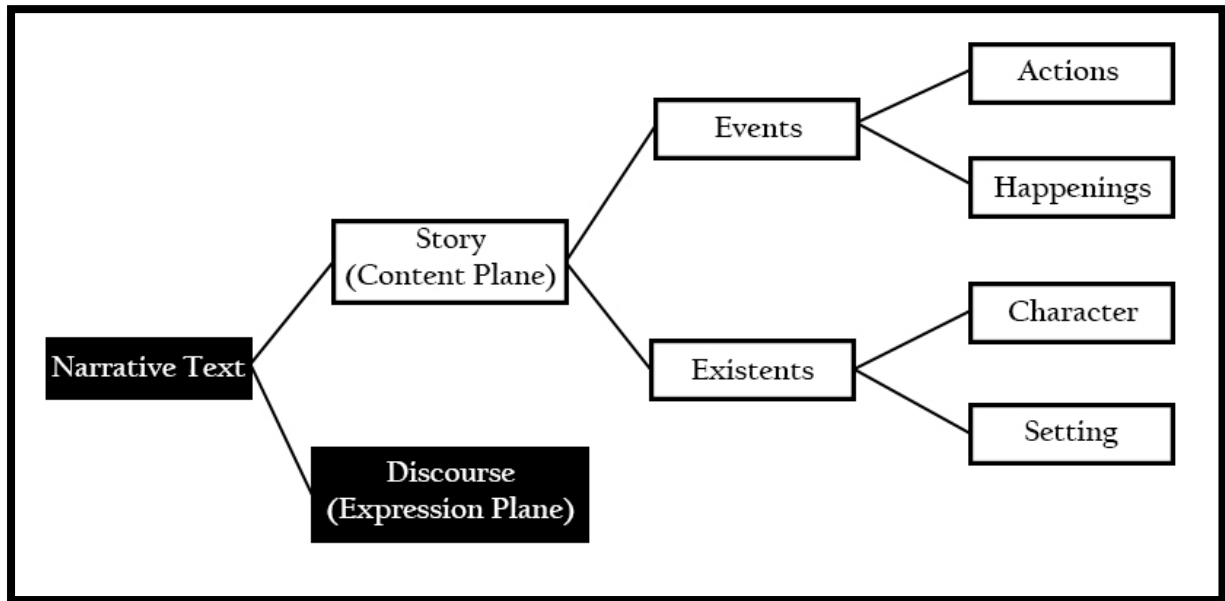 Actions
Events
Happenings
Story
(Content Plane)
Character
Narrative Text
Existents
Setting
Discourse
(Expression Plane)